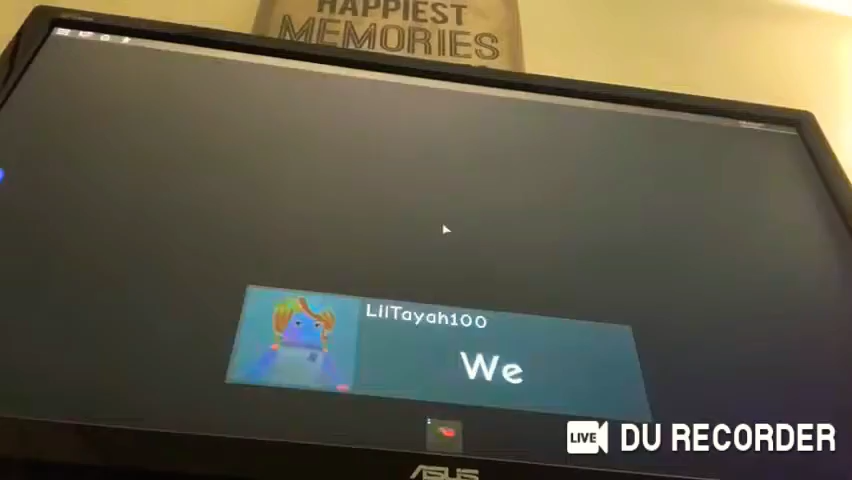 HAPPIEST
MEMORIES
LilTayah100
We
LIVE DU RECORDER
ASUS